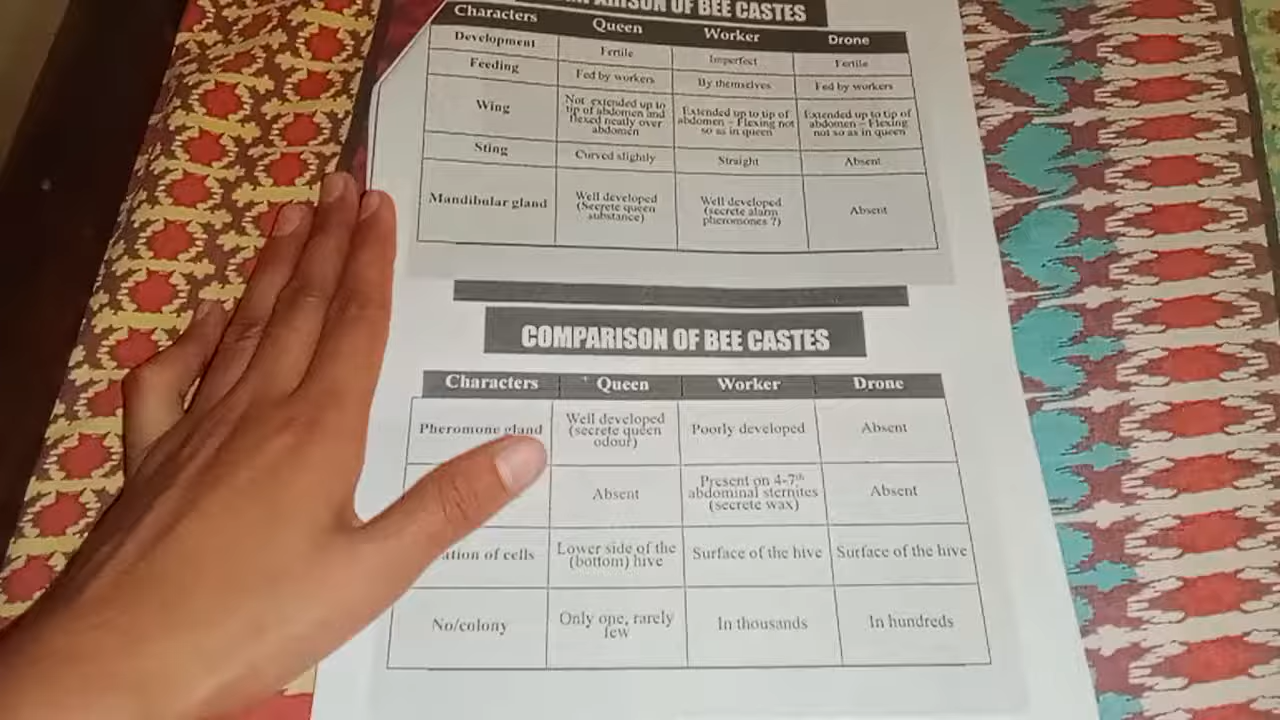 OF BEE CASTES
Characters Queen Worker Drone
Development Fertile Imperfect Fertile
Feeding Fed by workers By themselves Fed by workers
Wing
Not extended up to
tip of abdomen and
flexed neatly over
abdomen
Extended up to tip of
abdomen – Flexing not
so as in queen
Extended up to tip of
abdomen – Flexing
not so as in queen
Sting Curved slightly Straight Absent
Mandibular gland
Well developed
(Secrete queen
substance)
Well developed
(secrete alarm
pheromones ?)
Absent
COMPARISON OF BEE CASTES
Characters Queen Worker Drone
Pheromone gland
Well developed
(secrete queen
odour)
Poorly developed
Absent
Absent
Present on 4-7th
abdominal sternites
(secrete wax)
Absent
of cells
Lower side of the
(bottom) hive
Surface of the hive
Surface of the hive
No/colony
Only one, rarely
few
In thousands
In hundreds